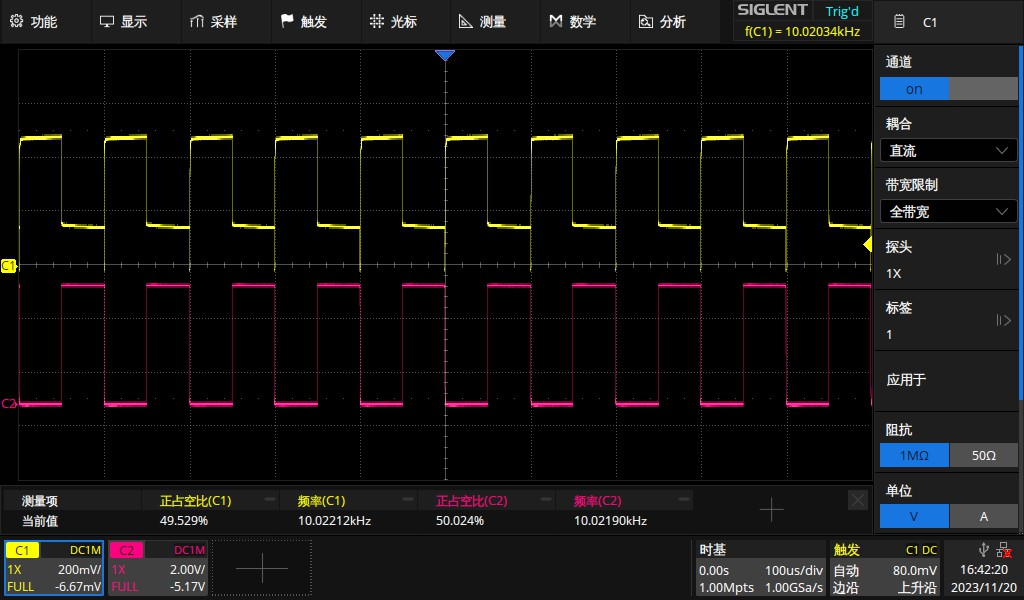 功能 显示 采样 触发 光标 测量 数学 分析 SIGLENT Trig'd C1
f(C1) = 10.02034kHz
通道
on
耦合
直流
带宽限制
全带宽
C1
探头
1X
标签
1
应用于
C2
阻抗
1MΩ 50Ω
单位
V A
测量项 正占空比(C1) 频率(C1) 正占空比(C2) 频率(C2)
当前值 49.529% 10.02212kHz 50.024% 10.02190kHz
C1 DC1M C2 DC1M 时基 触发 C1 DC
1X 200mV/ 1X 2.00V/ 0.00s 100us/div 自动 80.0mV 16:42:20
FULL -6.67mV FULL -5.17V 1.00Mpts 1.00GSa/s 边沿 上升沿 2023/11/20